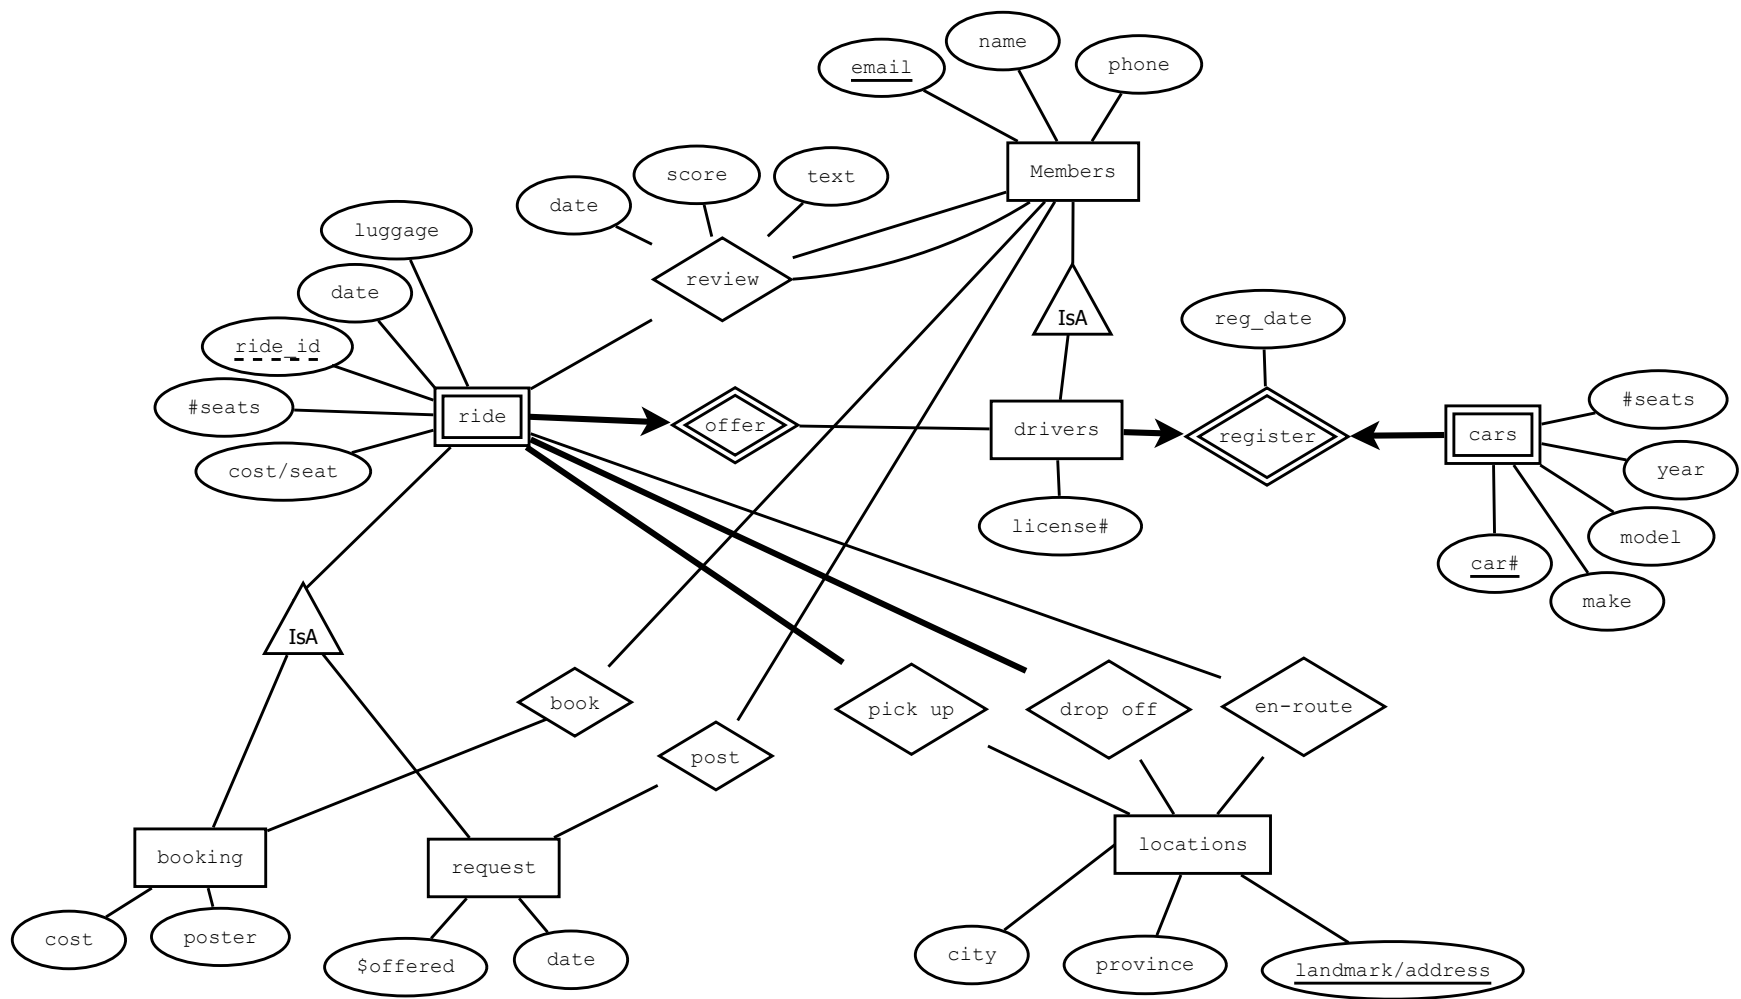 name
email
phone
Members
score
text
date
luggage
review
date
IsA
reg_date
ride_id
#seats
ride
offer
drivers
register
cars
#seats
cost/seat
year
license#
model
car#
make
IsA
book
pick up
drop off
en-route
post
booking
request
locations
cost
poster
$offered
date
city
province
landmark/address